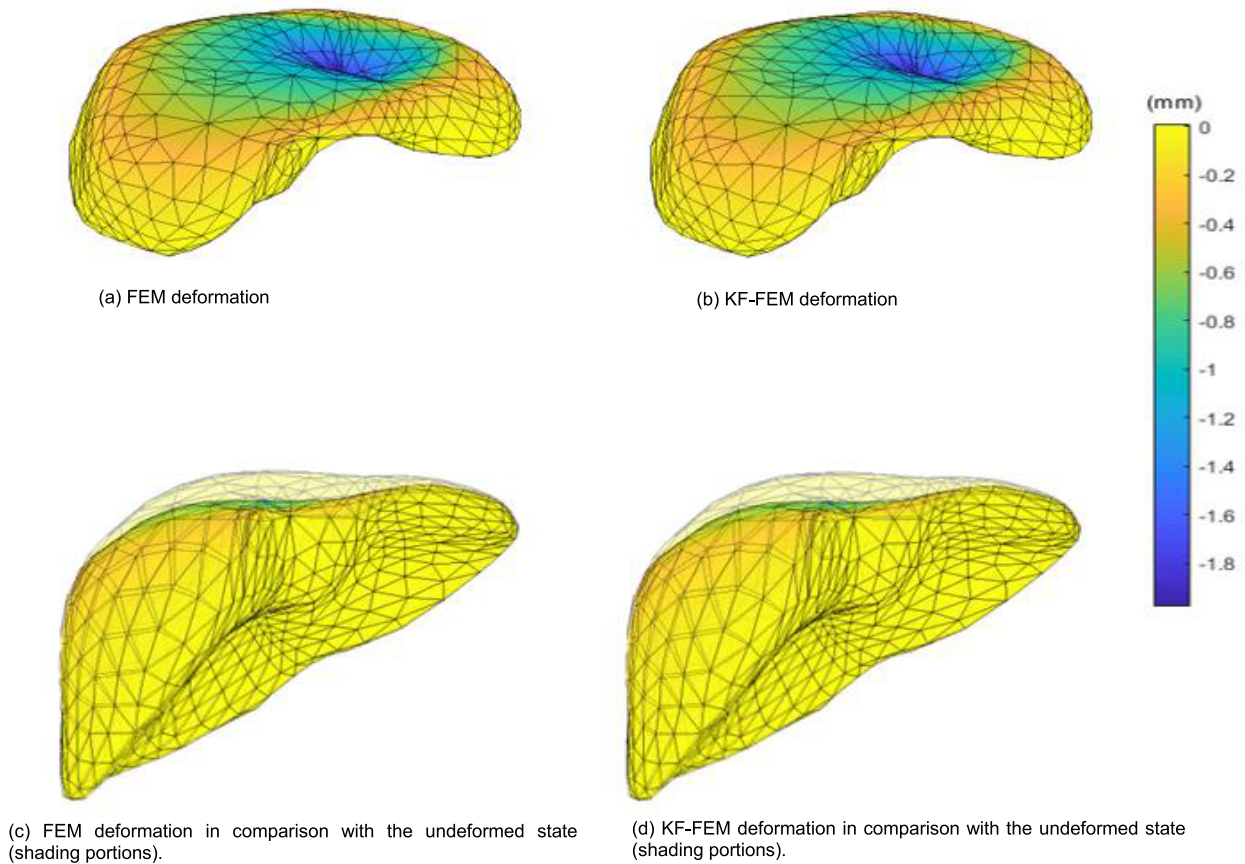 (mm)
0
-0.2
-0.4
-0.6
-0.8
-1
-1.2
-1.4
-1.6
-1.8
(a) FEM deformation
(b) KF-FEM deformation
(c) FEM deformation in comparison with the undeformed state
(shading portions).
(d) KF-FEM deformation in comparison with the undeformed state
(shading portions).